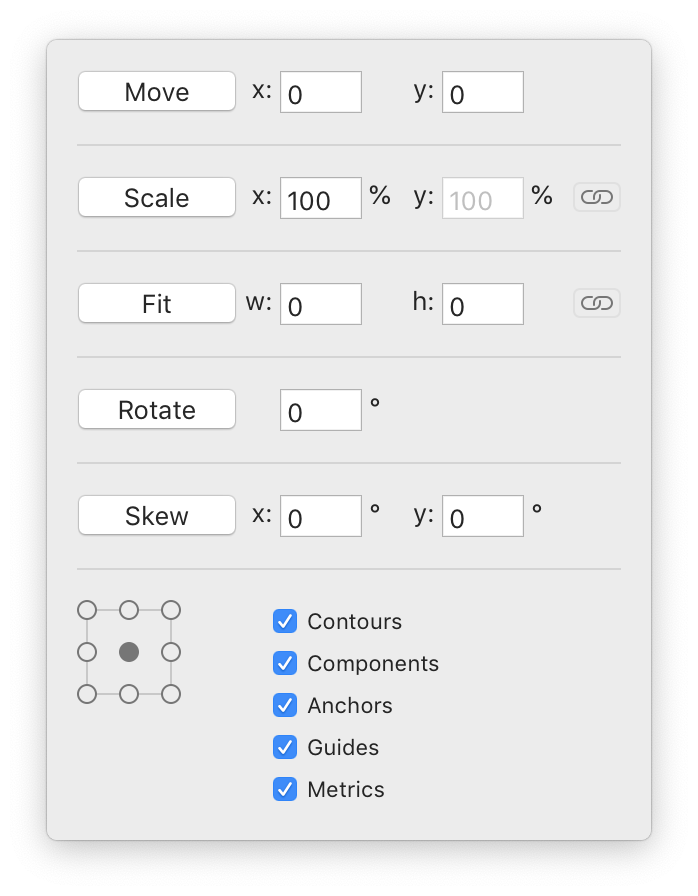 Move x: 0 y: 0
Scale x: 100 % y: 100 %
Fit w: 0 h: 0
Rotate 0 °
Skew x: 0 ° y: 0 °
Contours
Components
Anchors
Guides
Metrics